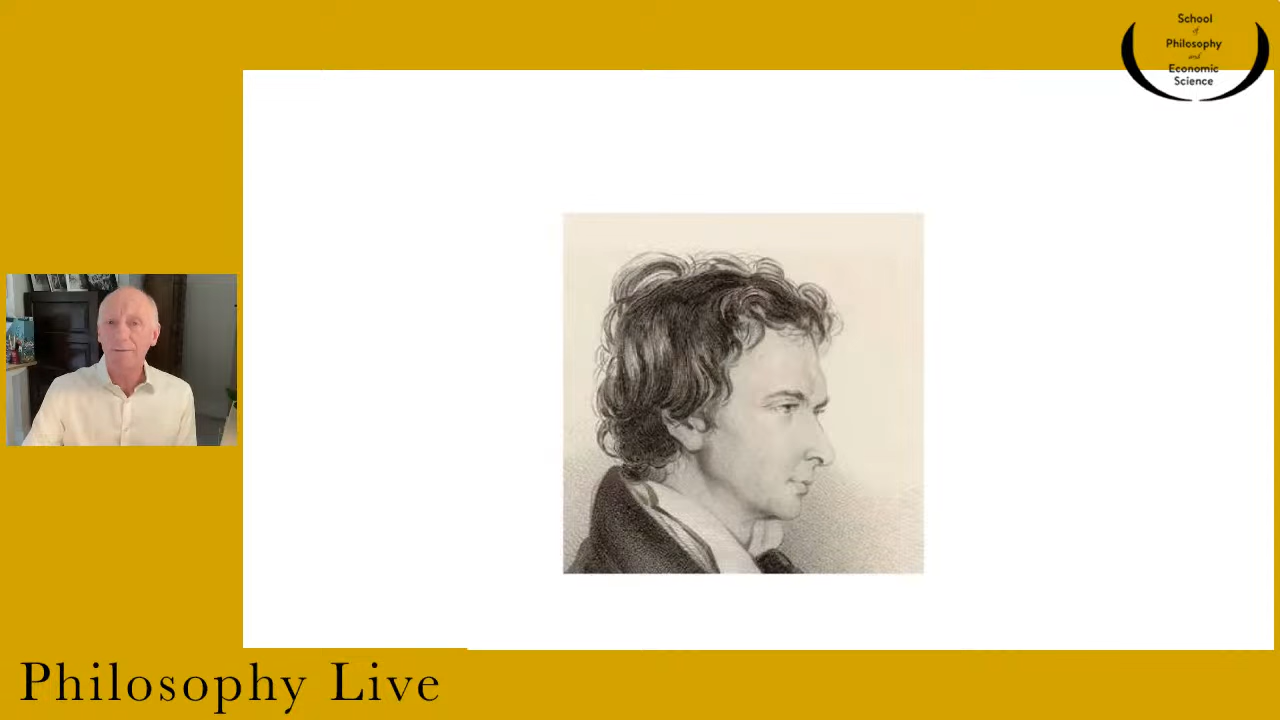 School
of
Philosophy
and
Economic
Science
Philosophy Live